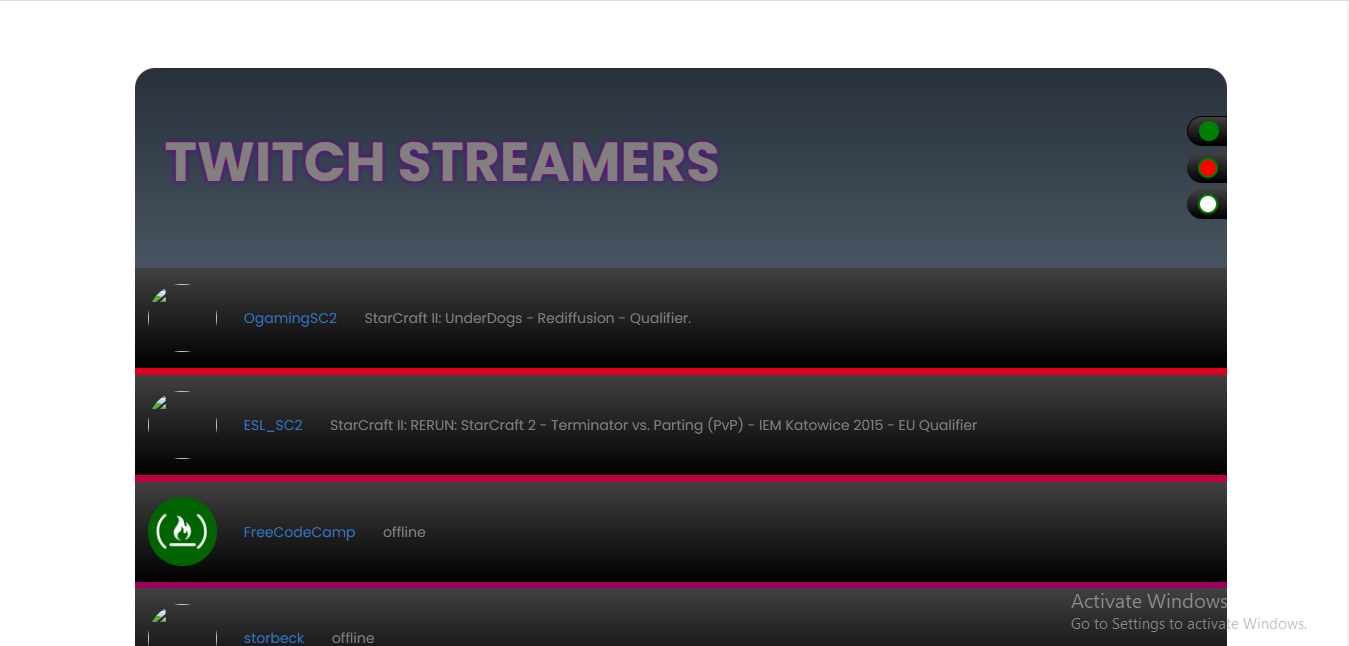 TWITCH STREAMERS
OgamingSC2 StarCraft II: UnderDogs - Rediffusion - Qualifier.
ESL_SC2 StarCraft II: RERUN: StarCraft 2 - Terminator vs. Parting (PvP) - IEM Katowice 2015 - EU Qualifier
FreeCodeCamp offline
storbeck offline
Activate Windows
Go to Settings to activate Windows.